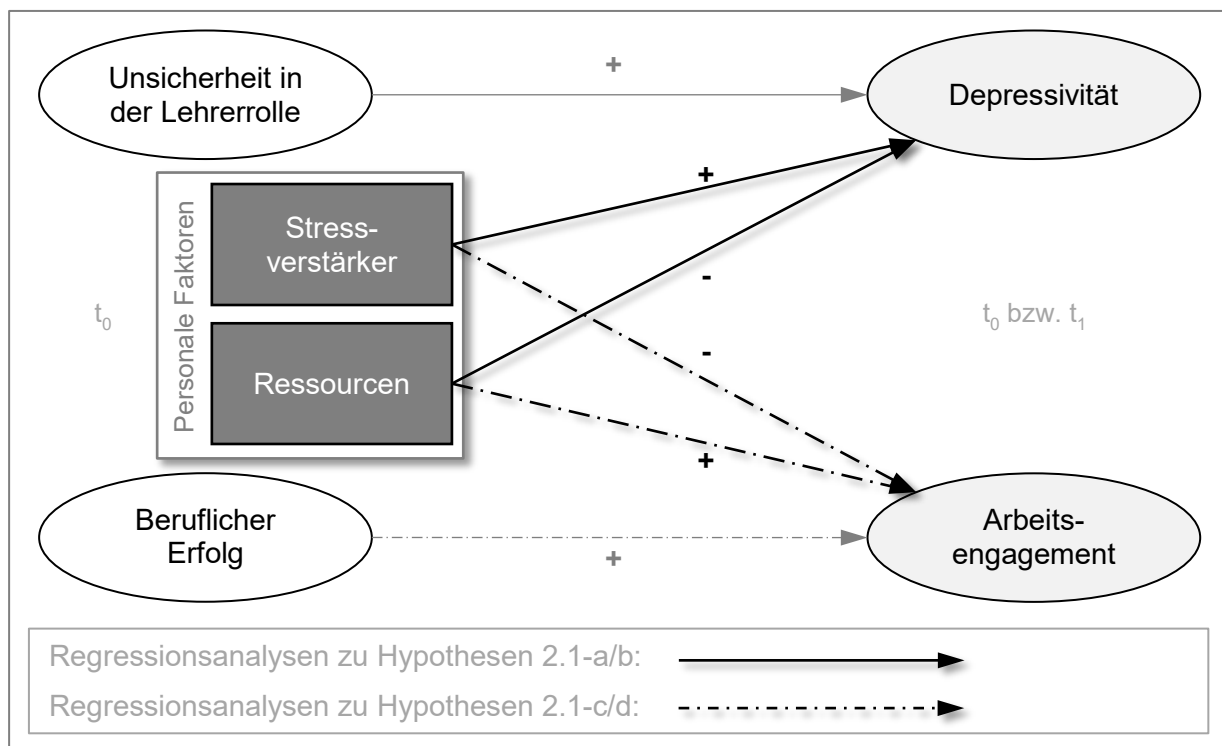 Unsicherheit in
der Lehrerrolle
+
Depressivität
Personale Faktoren
Stress-
verstärker
+
-
t0
t0 bzw. t1
-
Ressourcen
+
Beruflicher
Erfolg
+
Arbeits-
engagement
Regressionsanalysen zu Hypothesen 2.1-a/b:
Regressionsanalysen zu Hypothesen 2.1-c/d: